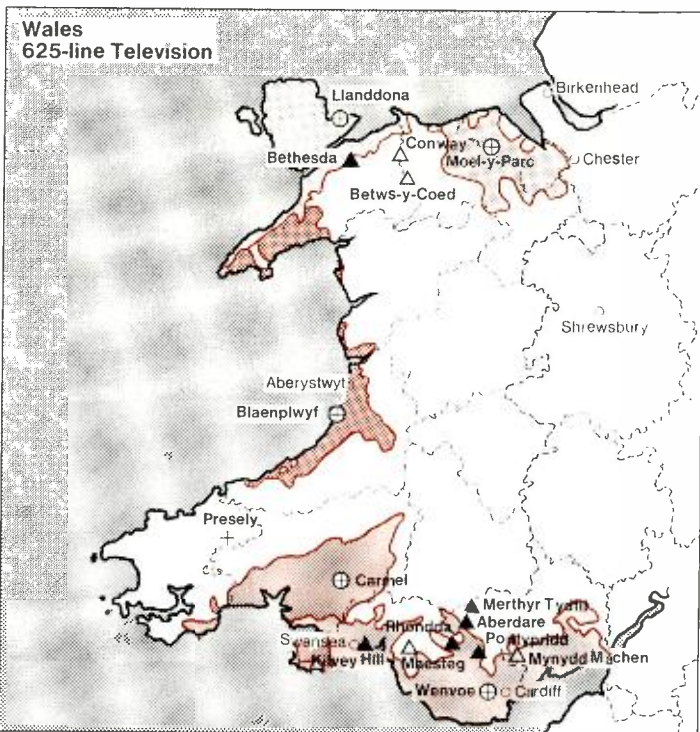 Wales
625-line Television
Birkenhead
Llanddona
Conway
Bethesda
Moel-y-Parc
Chester
Betws-y-Coed
Shrewsbury
Aberystwyt
Blaenplwyf
Presely
Carmel
Merthyr Tydfil
Aberdare
Rhondda
Pontypridd
Swansea
Kilvey Hill
Maesteg
Mynydd Machen
Wenvoe
Cardiff